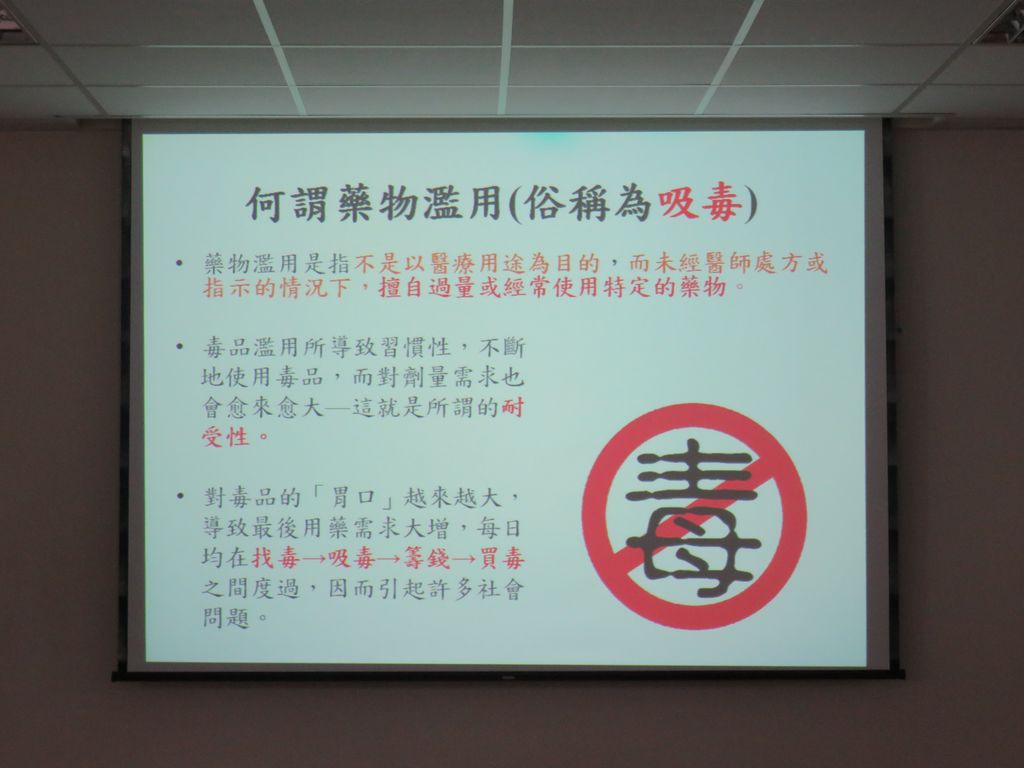 何謂藥物濫用(俗稱為吸毒)
• 藥物濫用是指不是以醫療用途為目的，而未經醫師處方或
指示的情況下，擅自過量或經常使用特定的藥物。
• 毒品濫用所導致習慣性，不斷
地使用毒品，而對劑量需求也
會愈來愈大—這就是所謂的耐
受性。
• 對毒品的「胃口」越來越大，
導致最後用藥需求大增，每日
均在找毒→吸毒→籌錢→買毒
之間度過，因而引起許多社會
問題。
毒